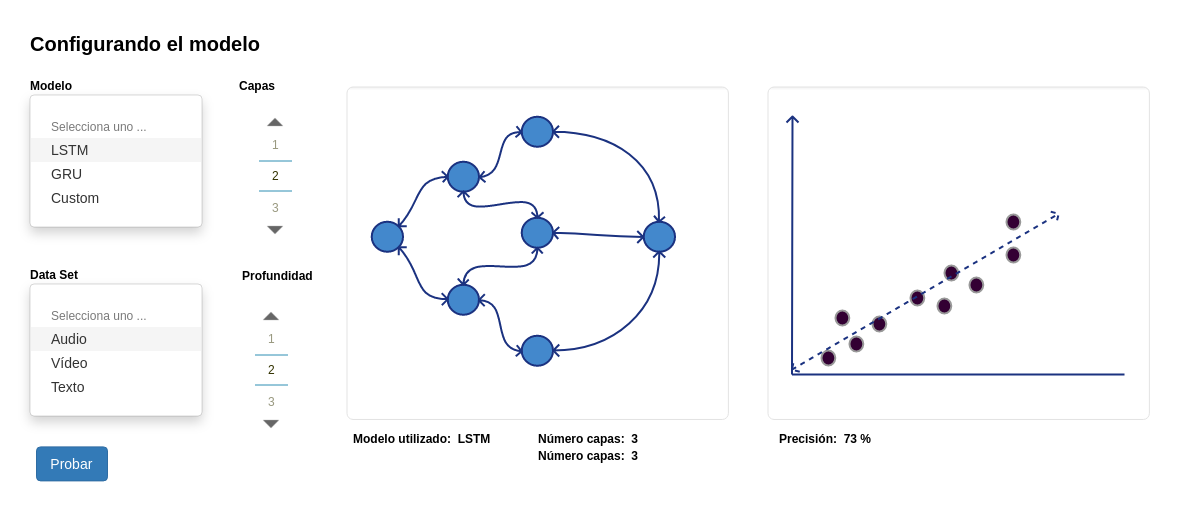 Configurando el modelo
Modelo
Selecciona uno ...
LSTM
GRU
Custom
Capas
1
2
3
Data Set
Selecciona uno ...
Audio
Vídeo
Texto
Profundidad
1
2
3
Probar
Modelo utilizado: LSTM
Número capas: 3
Número capas: 3
Precisión: 73 %